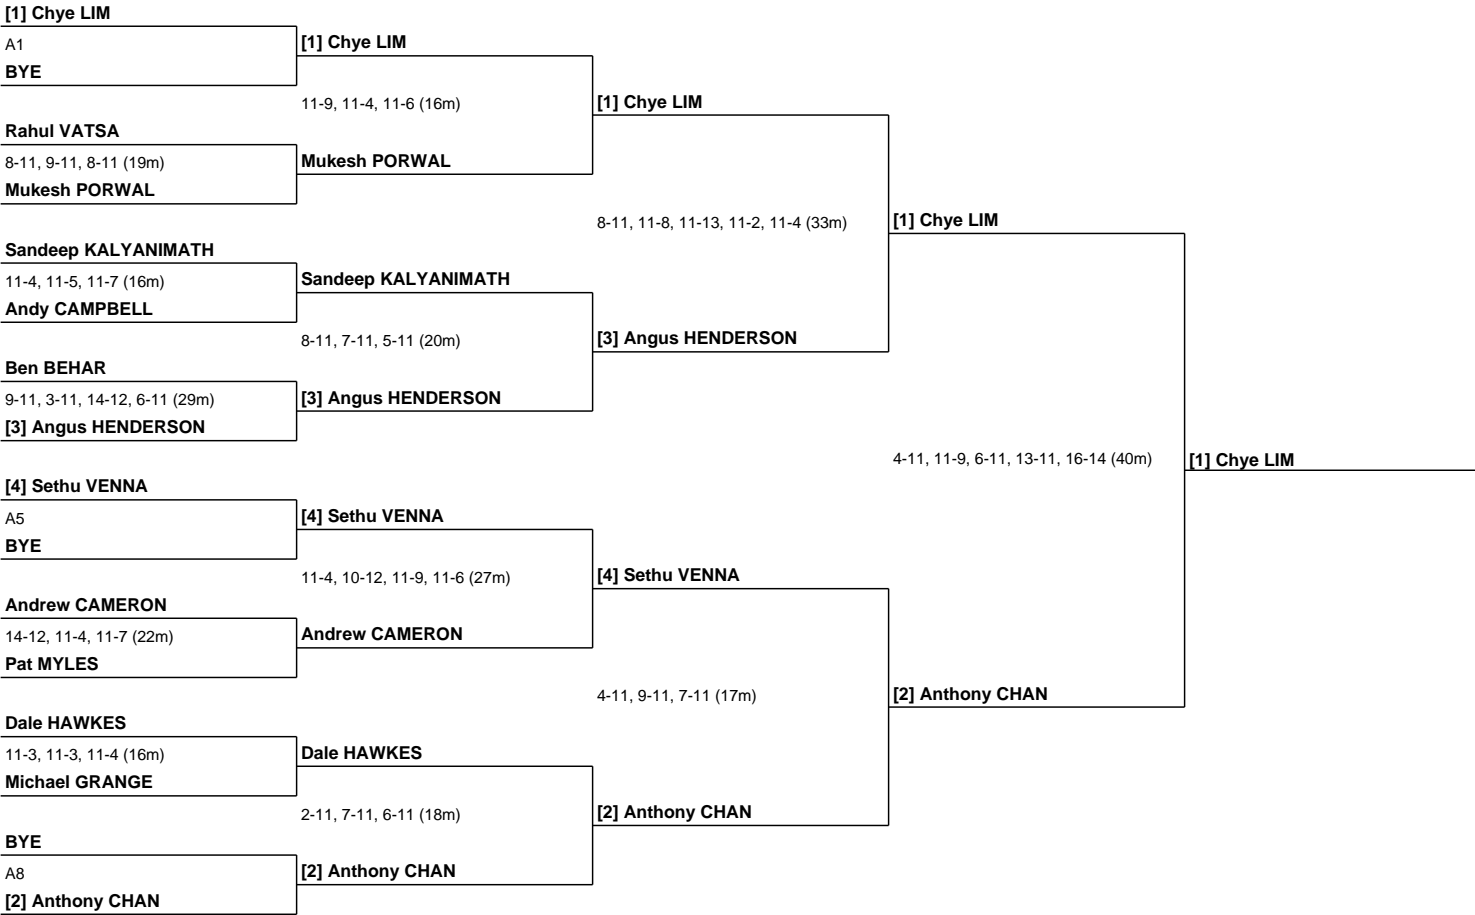 [1] Chye LIM
A1
BYE
Rahul VATSA
8-11, 9-11, 8-11 (19m)
Mukesh PORWAL
Sandeep KALYANIMATH
11-4, 11-5, 11-7 (16m)
Andy CAMPBELL
Ben BEHAR
9-11, 3-11, 14-12, 6-11 (29m)
[3] Angus HENDERSON
[4] Sethu VENNA
A5
BYE
Andrew CAMERON
14-12, 11-4, 11-7 (22m)
Pat MYLES
Dale HAWKES
11-3, 11-3, 11-4 (16m)
Michael GRANGE
BYE
A8
[2] Anthony CHAN
[1] Chye LIM
11-9, 11-4, 11-6 (16m)
Mukesh PORWAL
Sandeep KALYANIMATH
8-11, 7-11, 5-11 (20m)
[3] Angus HENDERSON
[4] Sethu VENNA
11-4, 10-12, 11-9, 11-6 (27m)
Andrew CAMERON
Dale HAWKES
2-11, 7-11, 6-11 (18m)
[2] Anthony CHAN
[1] Chye LIM
8-11, 11-8, 11-13, 11-2, 11-4 (33m)
[3] Angus HENDERSON
[4] Sethu VENNA
4-11, 9-11, 7-11 (17m)
[2] Anthony CHAN
[1] Chye LIM
4-11, 11-9, 6-11, 13-11, 16-14 (40m)
[2] Anthony CHAN
[1] Chye LIM